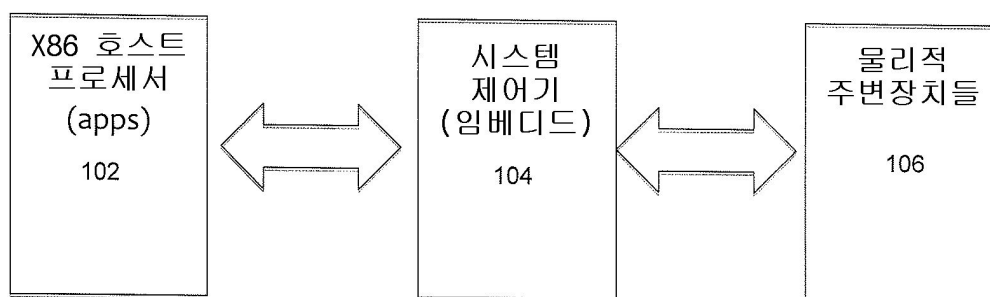 X86 호스트
프로세서
(apps)
102
시스템
제어기
(임베디드)
104
물리적
주변장치들
106